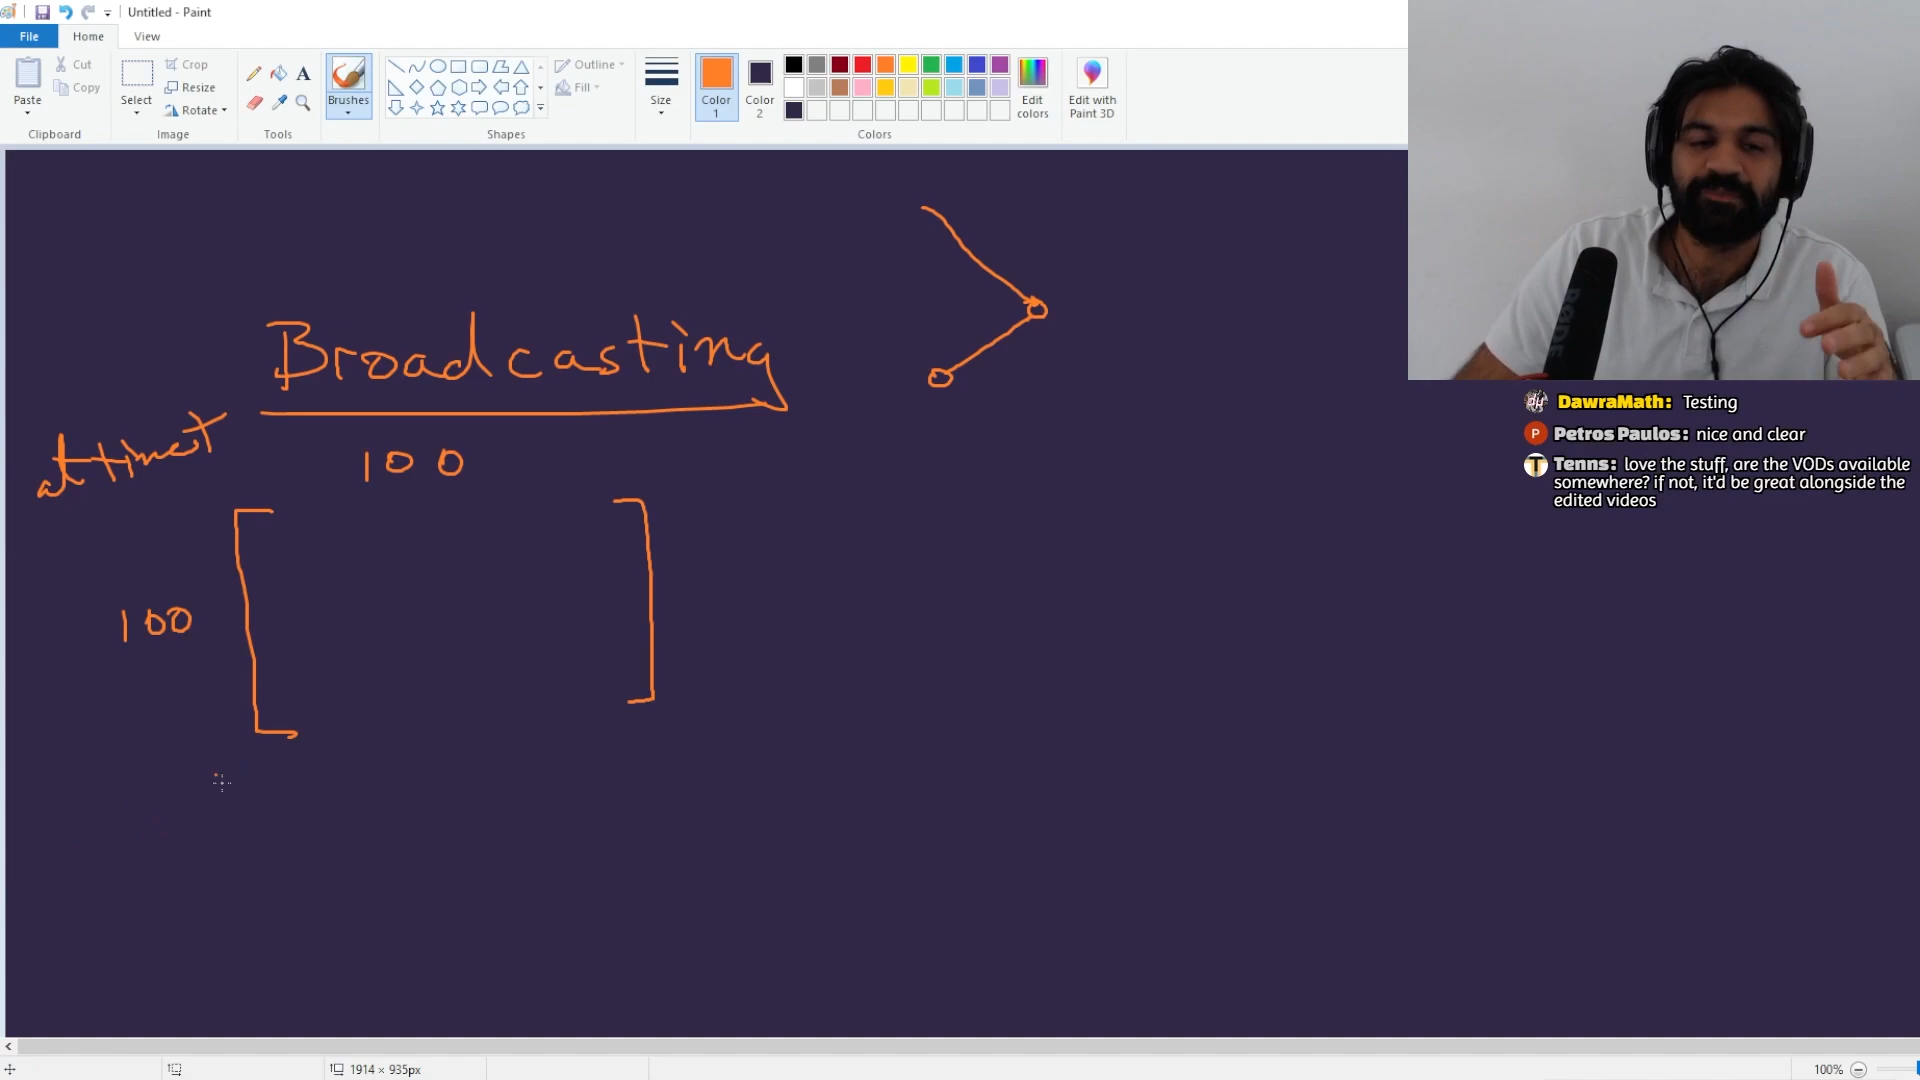 Untitled - Paint
File Home View
Cut
Copy
Paste
Clipboard
Crop
Resize
Rotate
Select
Image
Tools
Brushes
Outline
Fill
Shapes
Size
Color 1
Color 2
Edit colors
Edit with Paint 3D
Colors
Broadcasting
at time t
100
100
DawraMath: Testing
P Petros Paulos: nice and clear
Tenns: love the stuff, are the VODs available
somewhere? if not, it'd be great alongside the
edited videos
1914 × 935px
100%